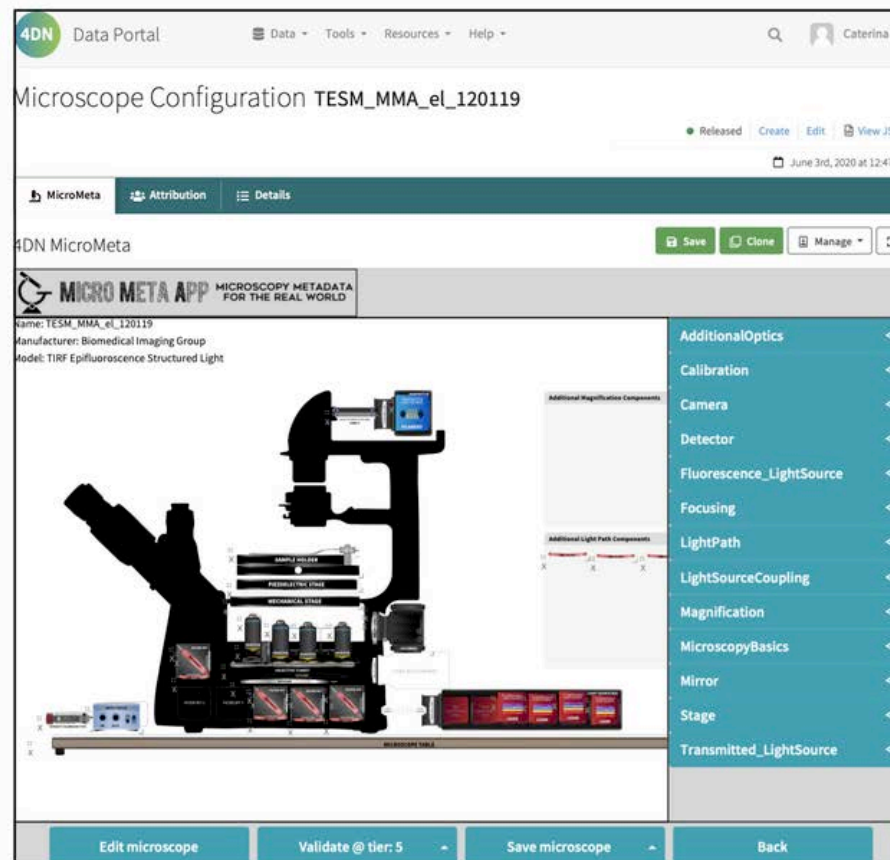 4DN Data Portal Data Tools Resources Help Caterina
Microscope Configuration TESM_MMA_el_120119
Released Create Edit View JS
June 3rd, 2020 at 12:47
MicroMeta Attribution Details
4DN MicroMeta Save Clone Manage
MICRO META APP MICROSCOPY METADATA
FOR THE REAL WORLD
Name: TESM_MMA_el_120119
Manufacturer: Biomedical Imaging Group
Model: TIRF Epifluoroscence Structured Light
Additional Magnification Components
Additional Light Path Components
SAMPLE HOLDER
PIEZOELECTRIC STAGE
MECHANICAL STAGE
MICROSCOPE TABLE
AdditionalOptics
Calibration
Camera
Detector
Fluorescence_LightSource
Focusing
LightPath
LightSourceCoupling
Magnification
MicroscopyBasics
Mirror
Stage
Transmitted_LightSource
Edit microscope Validate @ tier: 5 Save microscope Back